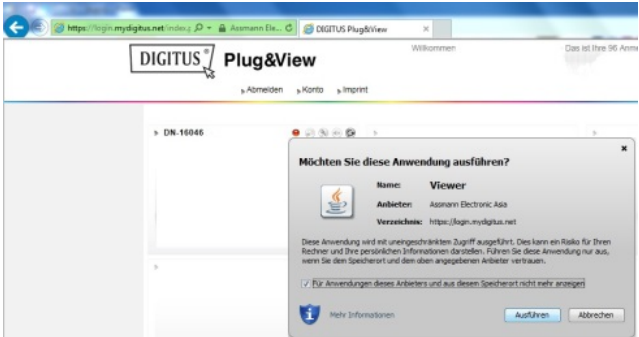 https://login.mydigitus.net/index.
Assmann Ele...
DIGITUS Plug&View
DIGITUS®
Plug&View
Willkommen
Das ist Ihre 96 Anme
Abmelden
Konto
Imprint
DN-16046
Möchten Sie diese Anwendung ausführen?
Name: Viewer
Anbieter: Assmann Electronic Asia
Verzeichnis: https://login.mydigitus.net
Diese Anwendung wird mit uneingeschränktem Zugriff ausgeführt. Dies kann ein Risiko für Ihren
Rechner und Ihre persönlichen Informationen darstellen. Führen Sie diese Anwendung nur aus,
wenn Sie dem Speicherort und dem oben angegebenen Anbieter vertrauen.
Für Anwendungen dieses Anbieters und aus diesem Speicherort nicht mehr anzeigen
Mehr Informationen
Ausführen
Abbrechen